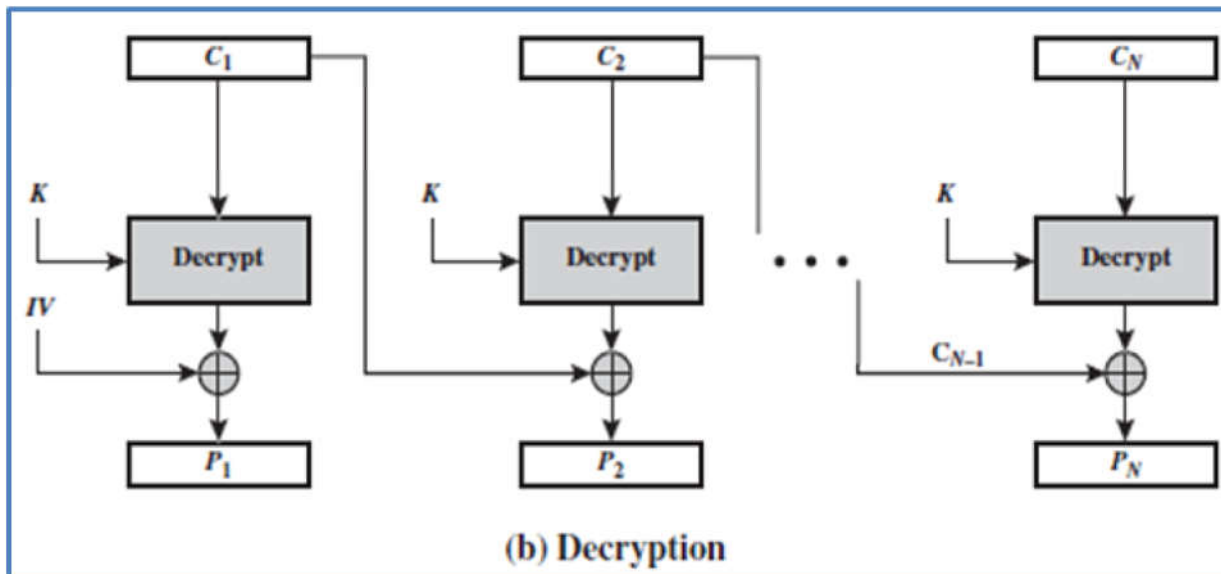 C1 C2 CN
K K K
Decrypt Decrypt • • • Decrypt
IV
CN–1
P1 P2 PN
(b) Decryption